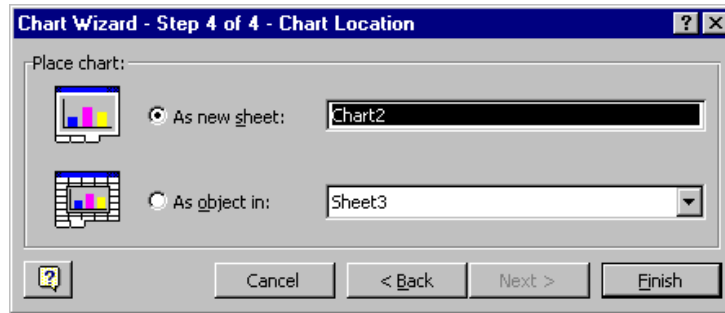 Chart Wizard - Step 4 of 4 - Chart Location
Place chart:
As new sheet: Chart2
As object in: Sheet3
Cancel < Back Next > Finish